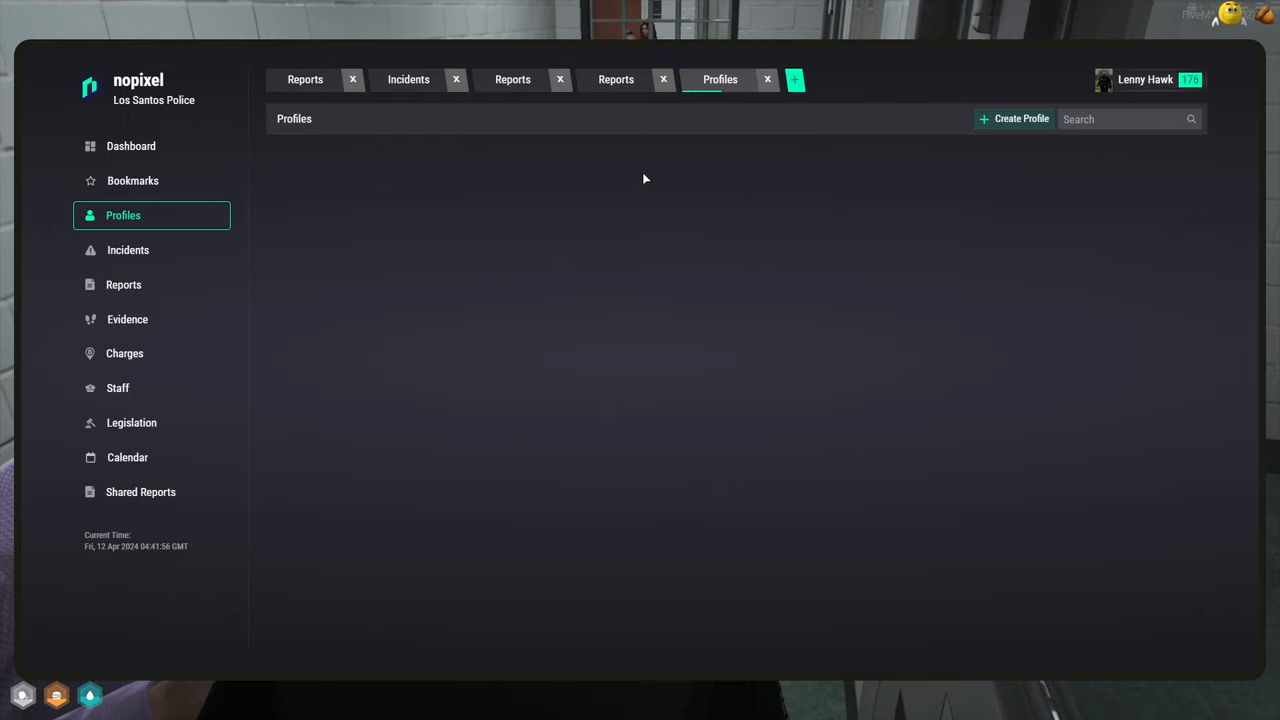 FiveM
nopixel
Los Santos Police
Reports x
Incidents x
Reports x
Reports x
Profiles x
+
Lenny Hawk 176
Profiles
+ Create Profile
Search
Dashboard
Bookmarks
Profiles
Incidents
Reports
Evidence
Charges
Staff
Legislation
Calendar
Shared Reports
Current Time:
Fri, 12 Apr 2024 04:41:56 GMT